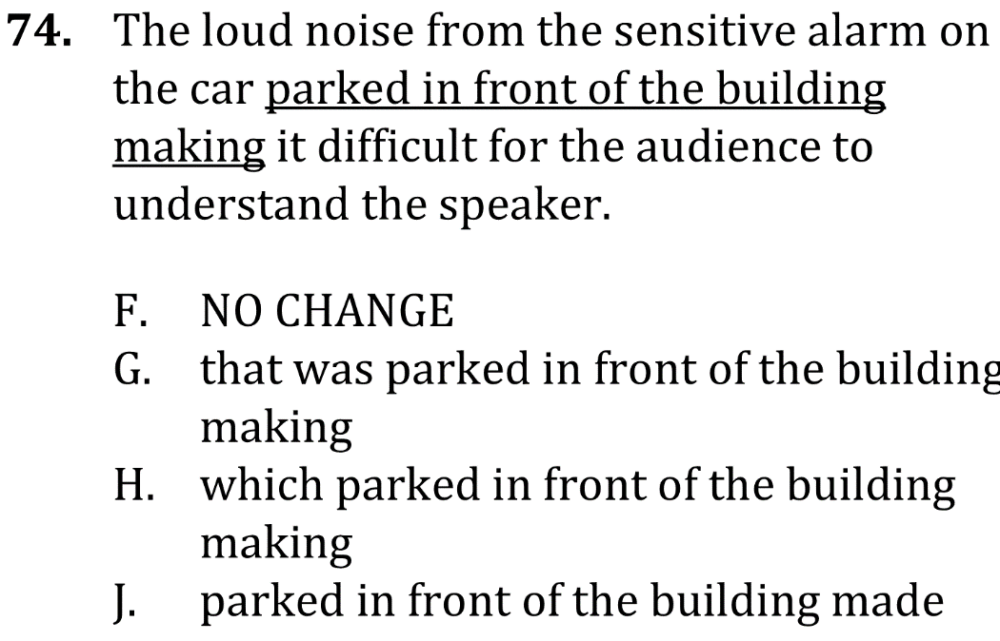 74. The loud noise from the sensitive alarm on
the car parked in front of the building
making it difficult for the audience to
understand the speaker.
F. NO CHANGE
G. that was parked in front of the building
making
H. which parked in front of the building
making
J. parked in front of the building made